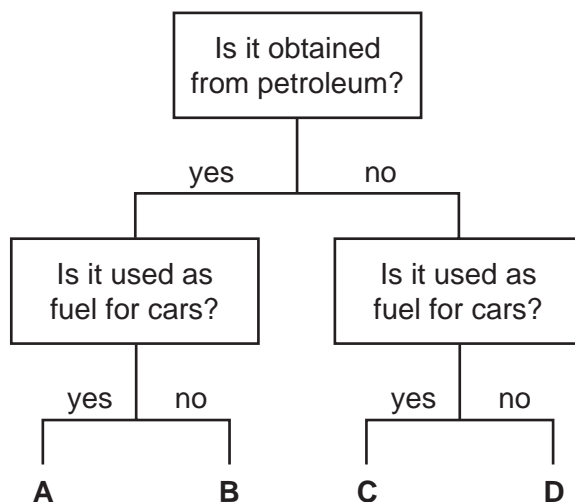 Is it obtained
from petroleum?
yes no
Is it used as
fuel for cars?
Is it used as
fuel for cars?
yes no
yes no
A B C D